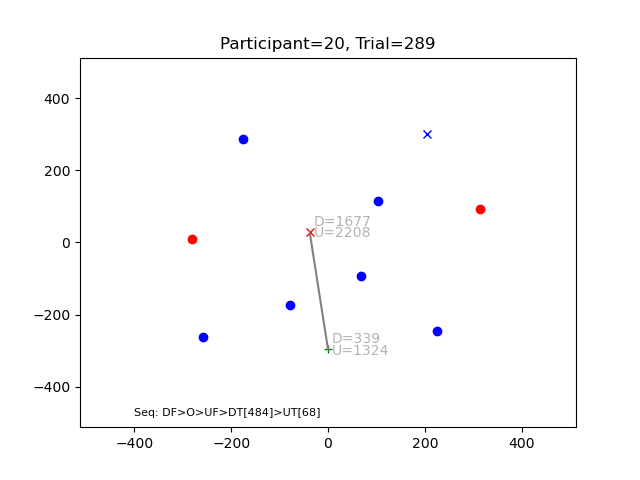 Participant=20, Trial=289
400
200
0
−200
−400
D=1677
U=2208
D=339
U=1324
Seq: DF>O>UF>DT[484]>UT[68]
−400
−200
0
200
400